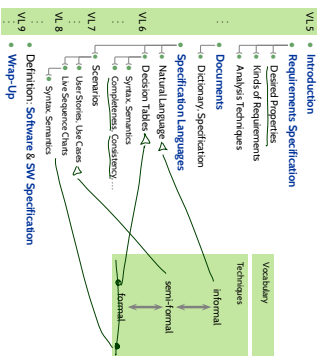 VL 5
Introduction
Requirements Specification
Desired Properties
Kinds of Requirements
Analysis Techniques
Documents
Dictionary, Specification
Specification Languages
Natural Language
VL 6
Decision Tables
Syntax, Semantics
Completeness, Consistency, ...
VL 7
Scenarios
User Stories, Use Cases
Live Sequence Charts
VL 8
Syntax, Semantics
Definition: Software & SW Specification
VL 9
Wrap-Up
Vocabulary
Techniques
informal
semi-formal
formal